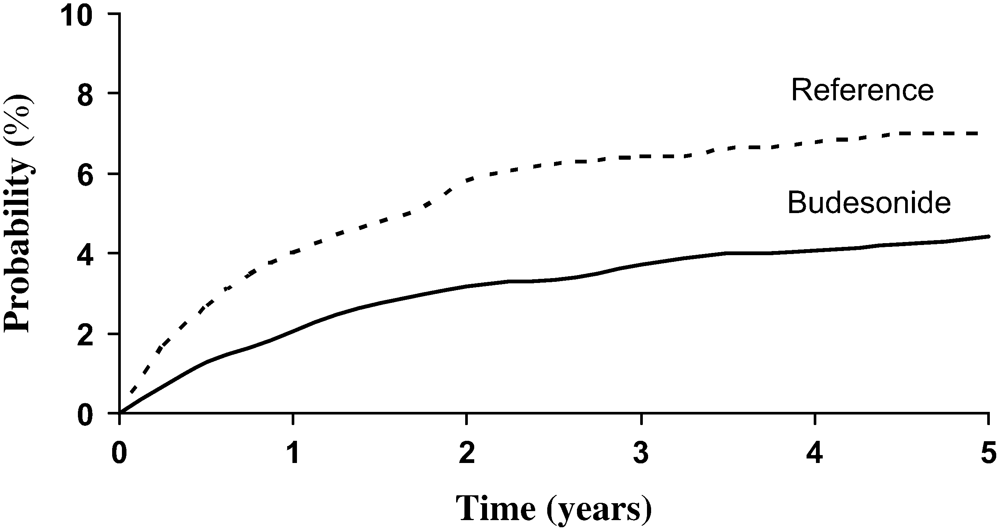 10
8
6
4
2
0
Probability (%)
Reference
Budesonide
0 1 2 3 4 5
Time (years)